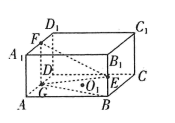 D₁ C₁
F
A₁ B₁
D E C
G O₁
A B